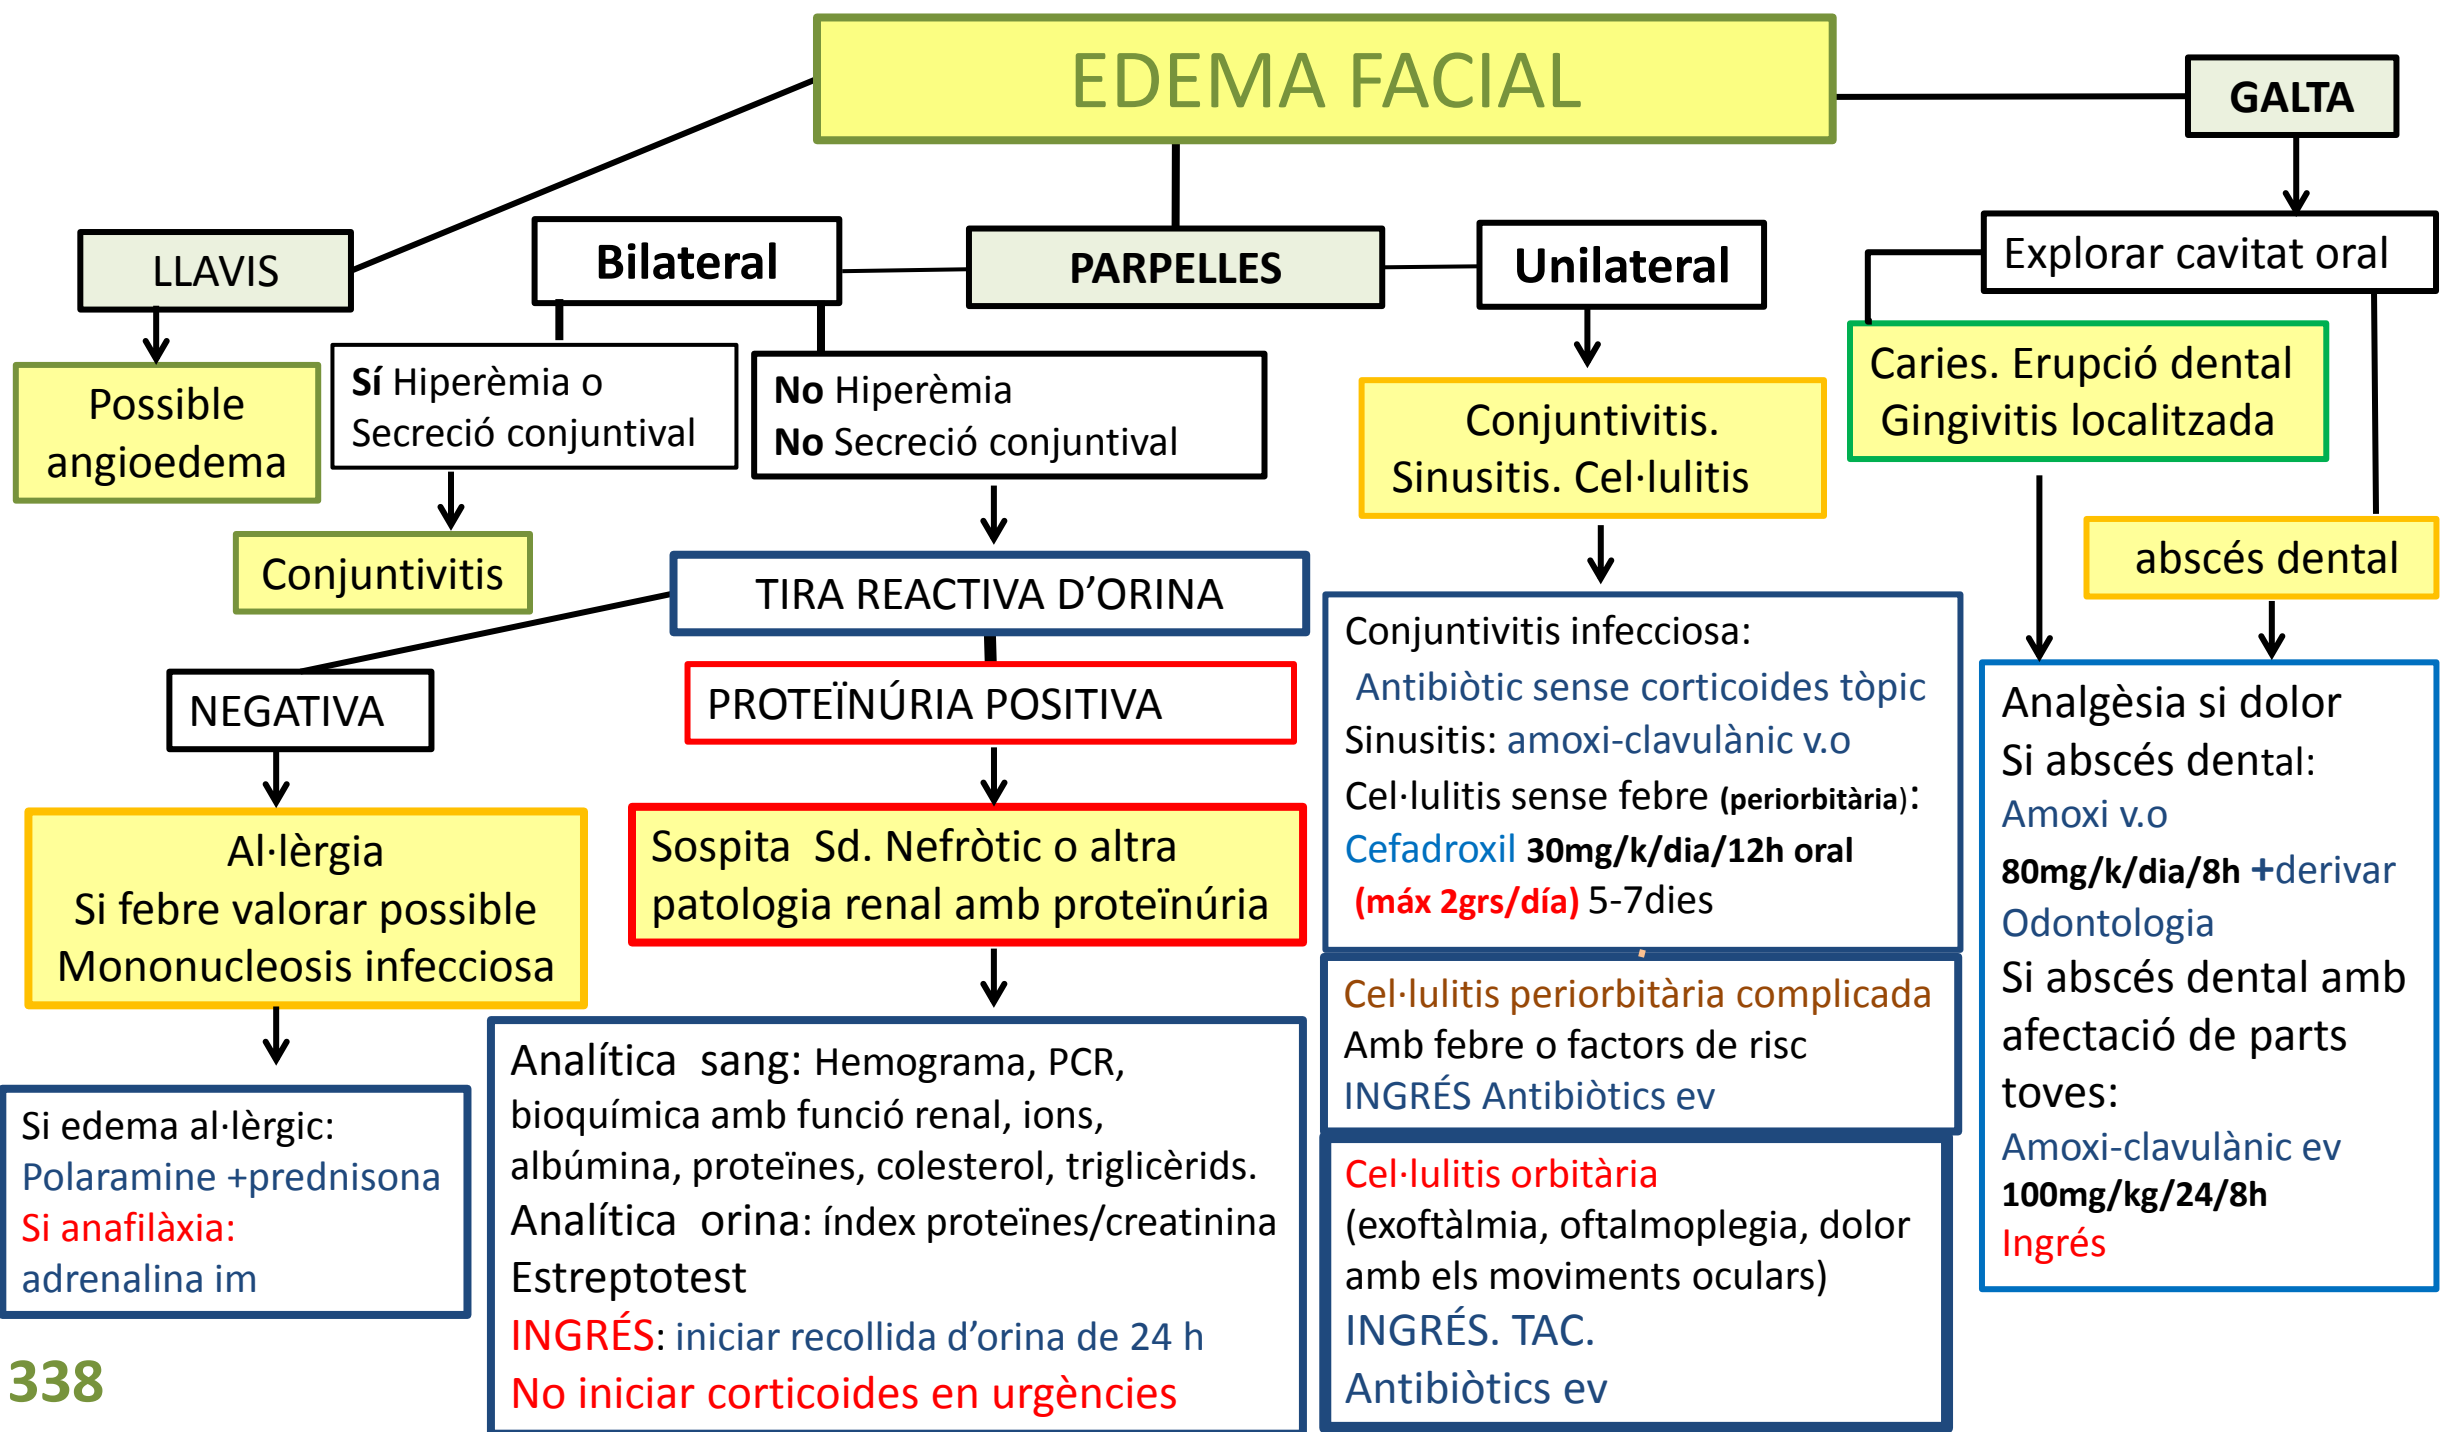 EDEMA FACIAL
GALTA
LLAVIS
Bilateral
PARPELLES
Unilateral
Explorar cavitat oral
Possible
angioedema
Sí Hiperèmia o
Secreció conjuntival
No Hiperèmia
No Secreció conjuntival
Conjuntivitis.
Sinusitis. Cel·lulitis
Caries. Erupció dental
Gingivitis localitzada
Conjuntivitis
TIRA REACTIVA D’ORINA
abscés dental
NEGATIVA
PROTEÏNÚRIA POSITIVA
Al·lèrgia
Si febre valorar possible
Mononucleosis infecciosa
Sospita Sd. Nefròtic o altra
patologia renal amb proteïnúria
Si edema al·lèrgic:
Polaramine +prednisona
Si anafilàxia:
adrenalina im
Analítica sang: Hemograma, PCR,
bioquímica amb funció renal, ions,
albúmina, proteïnes, colesterol, triglicèrids.
Analítica orina: índex proteïnes/creatinina
Estreptotest
INGRÉS: iniciar recollida d’orina de 24 h
No iniciar corticoides en urgències
Conjuntivitis infecciosa:
Antibiòtic sense corticoides tòpic
Sinusitis: amoxi-clavulànic v.o
Cel·lulitis sense febre (periorbitària):
Cefadroxil 30mg/k/dia/12h oral
(máx 2grs/día) 5-7dies
Cel·lulitis periorbitària complicada
Amb febre o factors de risc
INGRÉS Antibiòtics ev
Cel·lulitis orbitària
(exoftàlmia, oftalmoplegia, dolor
amb els moviments oculars)
INGRÉS. TAC.
Antibiòtics ev
Analgèsia si dolor
Si abscés dental:
Amoxi v.o
80mg/k/dia/8h +derivar
Odontologia
Si abscés dental amb
afectació de parts
toves:
Amoxi-clavulànic ev
100mg/kg/24/8h
Ingrés
338